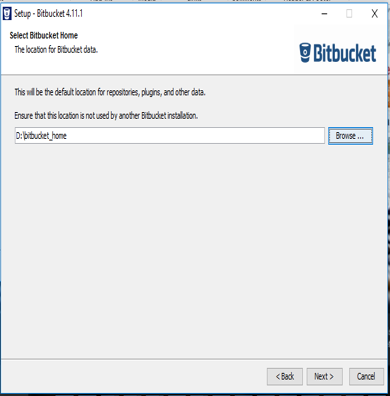 Setup - Bitbucket 4.11.1
Select Bitbucket Home
The location for Bitbucket data.
Bitbucket
This will be the default location for repositories, plugins, and other data.
Ensure that this location is not used by another Bitbucket installation.
D:\bitbucket_home
Browse ...
< Back
Next >
Cancel